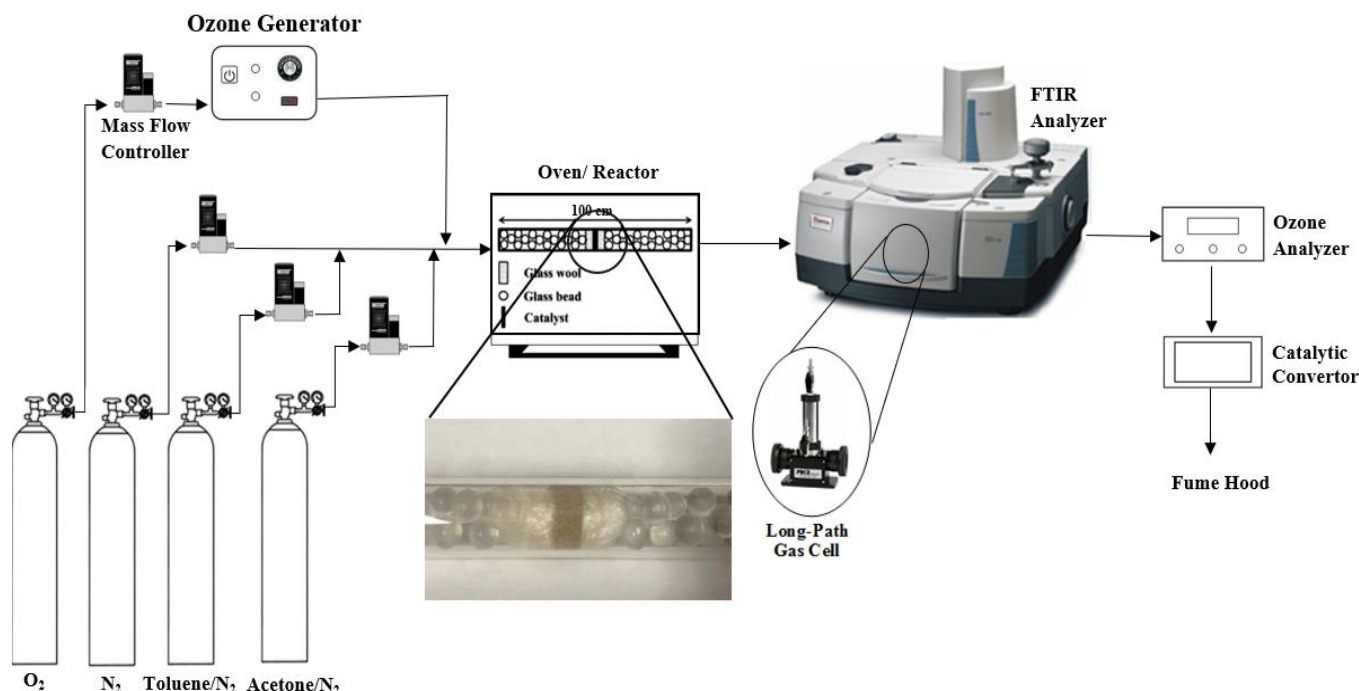 Ozone Generator
Mass Flow
Controller
FTIR
Analyzer
Oven/ Reactor
100 cm
Glass wool
Glass bead
Catalyst
Ozone
Analyzer
Catalytic
Convertor
Fume Hood
Long-Path
Gas Cell
O₂
N₂
Toluene/N₂
Acetone/N₂